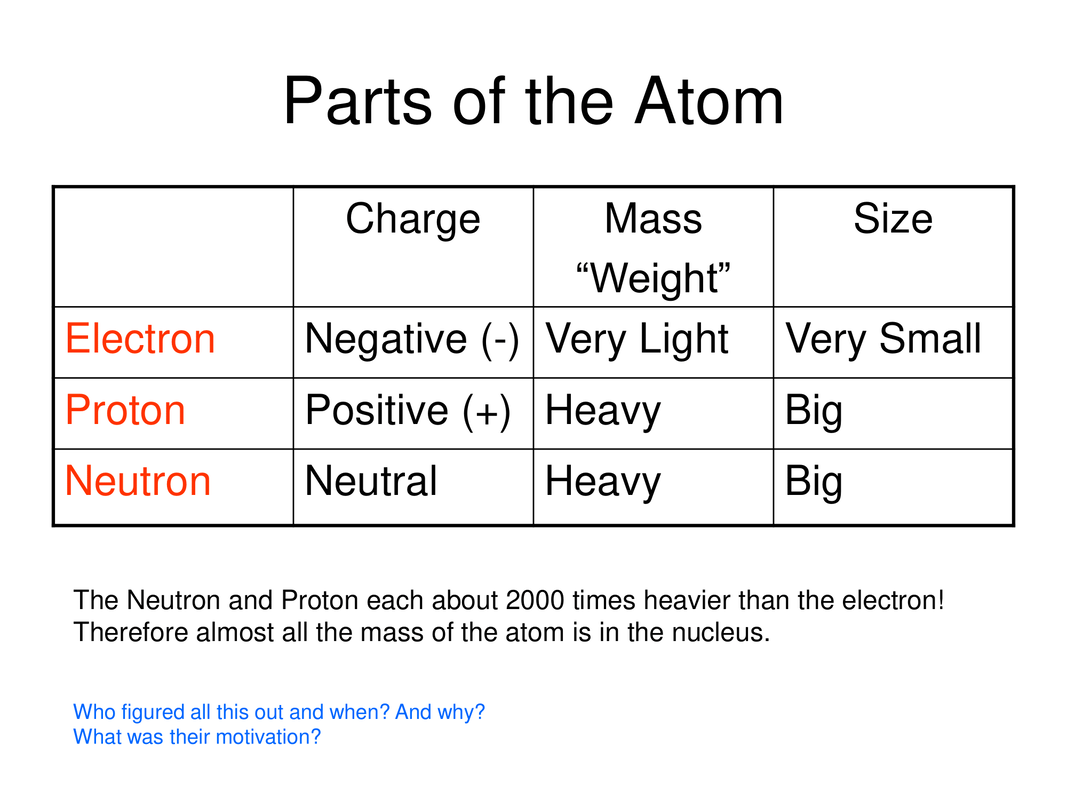 Parts of the Atom
Charge Mass Size
“Weight”
Electron Negative (-) Very Light Very Small
Proton Positive (+) Heavy Big
Neutron Neutral Heavy Big
The Neutron and Proton each about 2000 times heavier than the electron!
Therefore almost all the mass of the atom is in the nucleus.
Who figured all this out and when? And why?
What was their motivation?